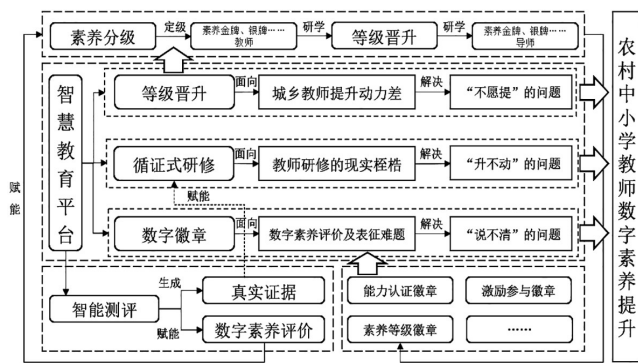 素养分级
定级
素养金牌、银牌……
教师
研学
等级晋升
研学
素养金牌、银牌……
导师
智慧教育平台
等级晋升
面向
城乡教师提升动力差
解决
“不愿提”的问题
循证式研修
面向
教师研修的现实桎梏
解决
“升不动”的问题
赋能
数字徽章
面向
数字素养评价及表征难题
解决
“说不清”的问题
赋能
智能测评
生成
真实证据
赋能
数字素养评价
能力认证徽章
激励参与徽章
素养等级徽章
……
农村中小学教师数字素养提升